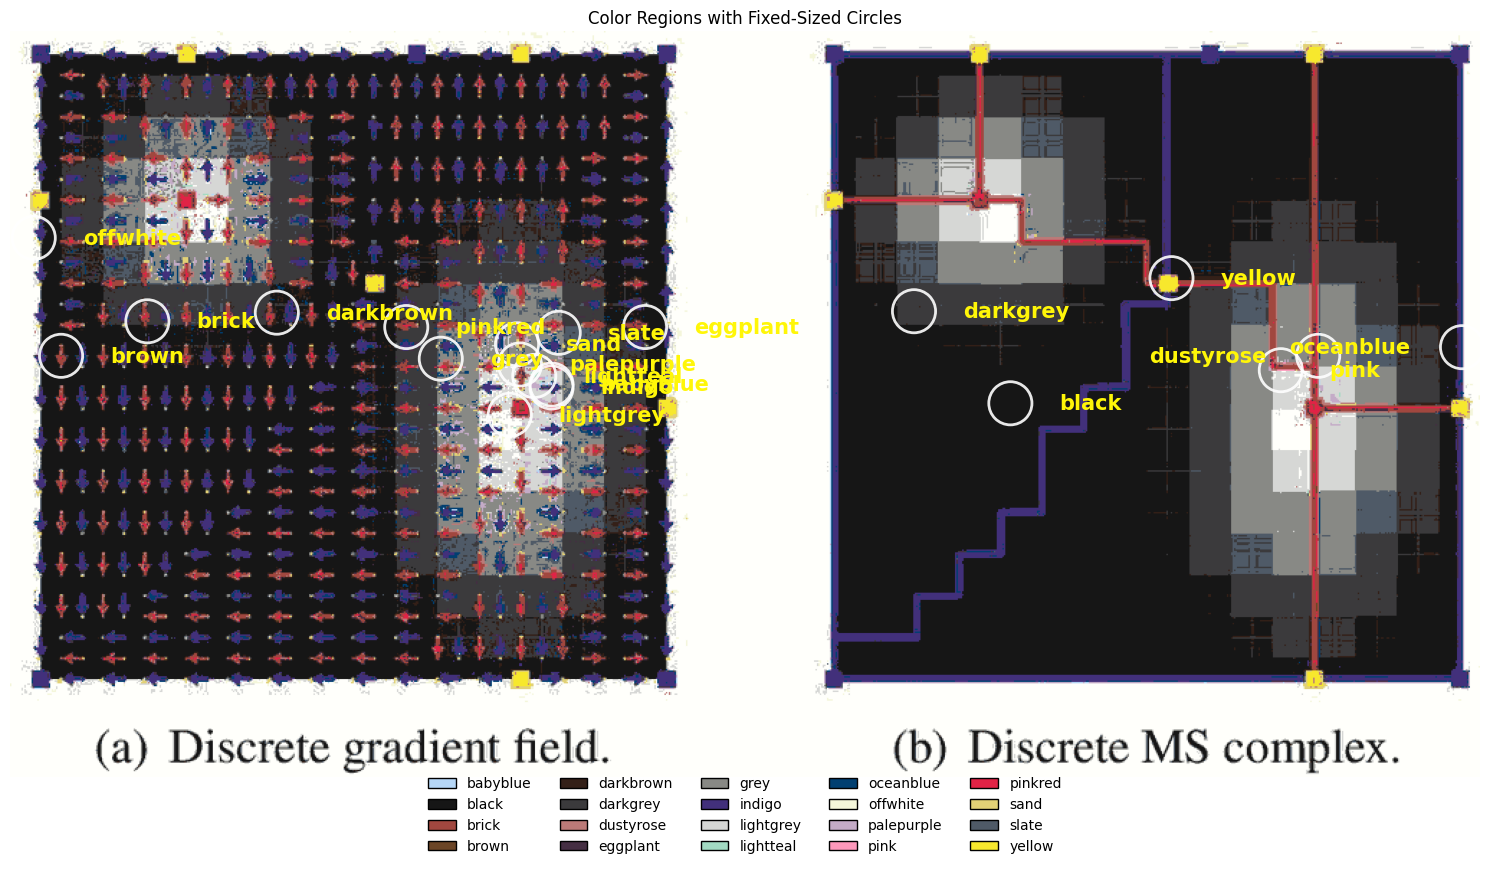 Color Regions with Fixed-Sized Circles
offwhite
brick
darkbrown
brown
pinkred
grey
sand
slate
eggplant
palepurple
lightteal
babyblue
indigo
lightgrey
darkgrey
yellow
dustyrose
oceanblue
pink
black
(a) Discrete gradient field.
(b) Discrete MS complex.
babyblue
black
brick
brown
darkbrown
darkgrey
dustyrose
eggplant
grey
indigo
lightgrey
lightteal
oceanblue
offwhite
palepurple
pink
pinkred
sand
slate
yellow